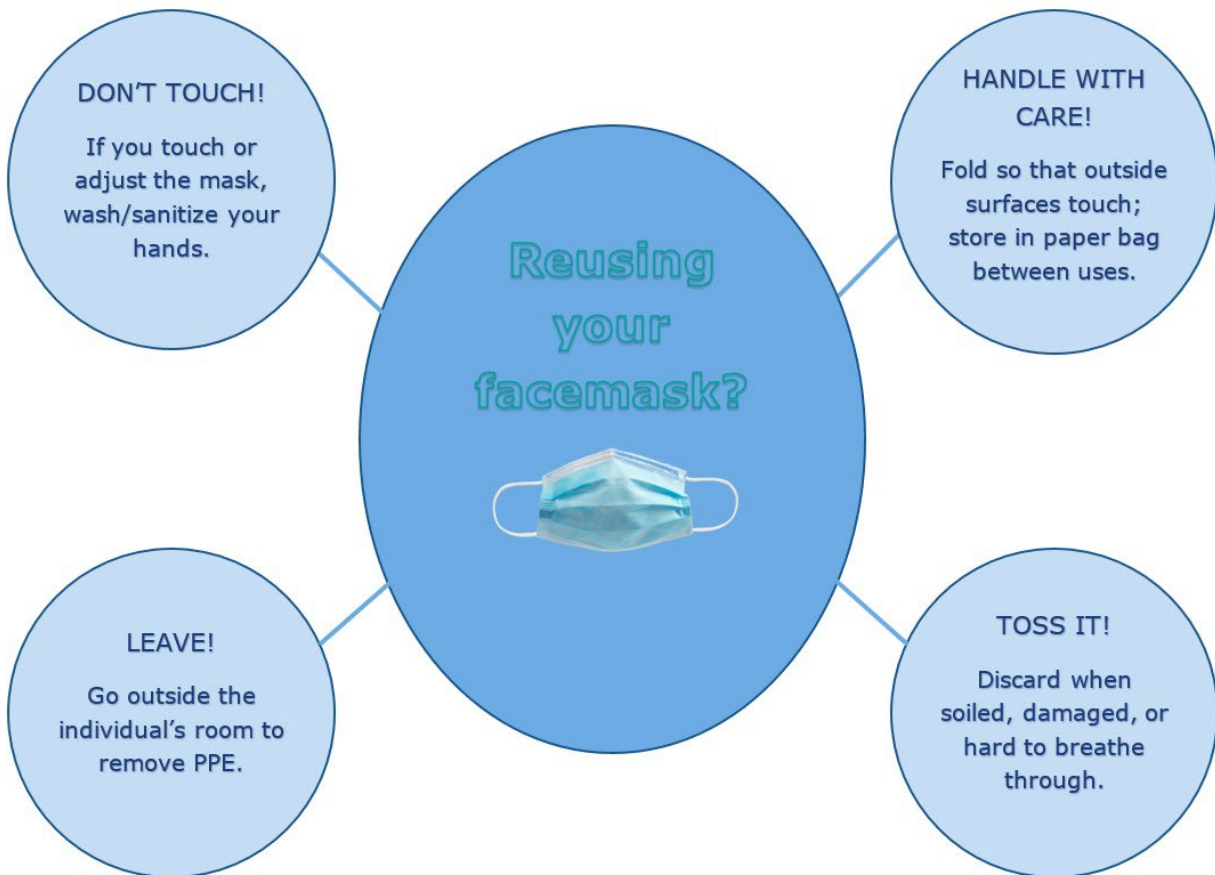 DON’T TOUCH!
If you touch or
adjust the mask,
wash/sanitize your
hands.
HANDLE WITH
CARE!
Fold so that outside
surfaces touch;
store in paper bag
between uses.
Reusing
your
facemask?
LEAVE!
Go outside the
individual’s room to
remove PPE.
TOSS IT!
Discard when
soiled, damaged, or
hard to breathe
through.